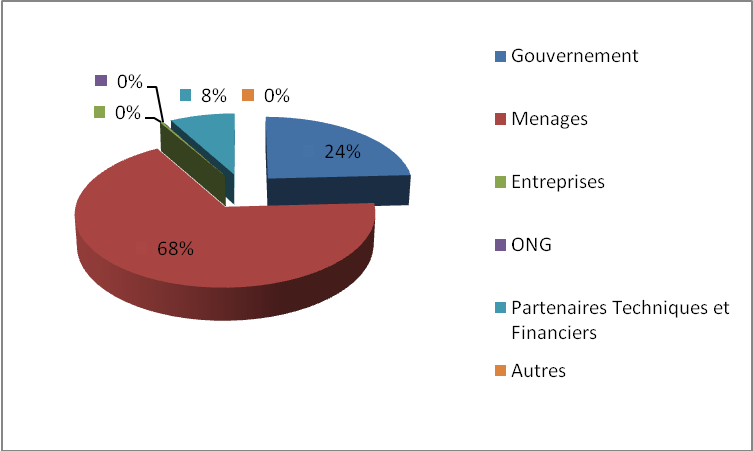 0%
0%
8%
0%
24%
68%
Gouvernement
Menages
Entreprises
ONG
Partenaires Techniques et
Financiers
Autres